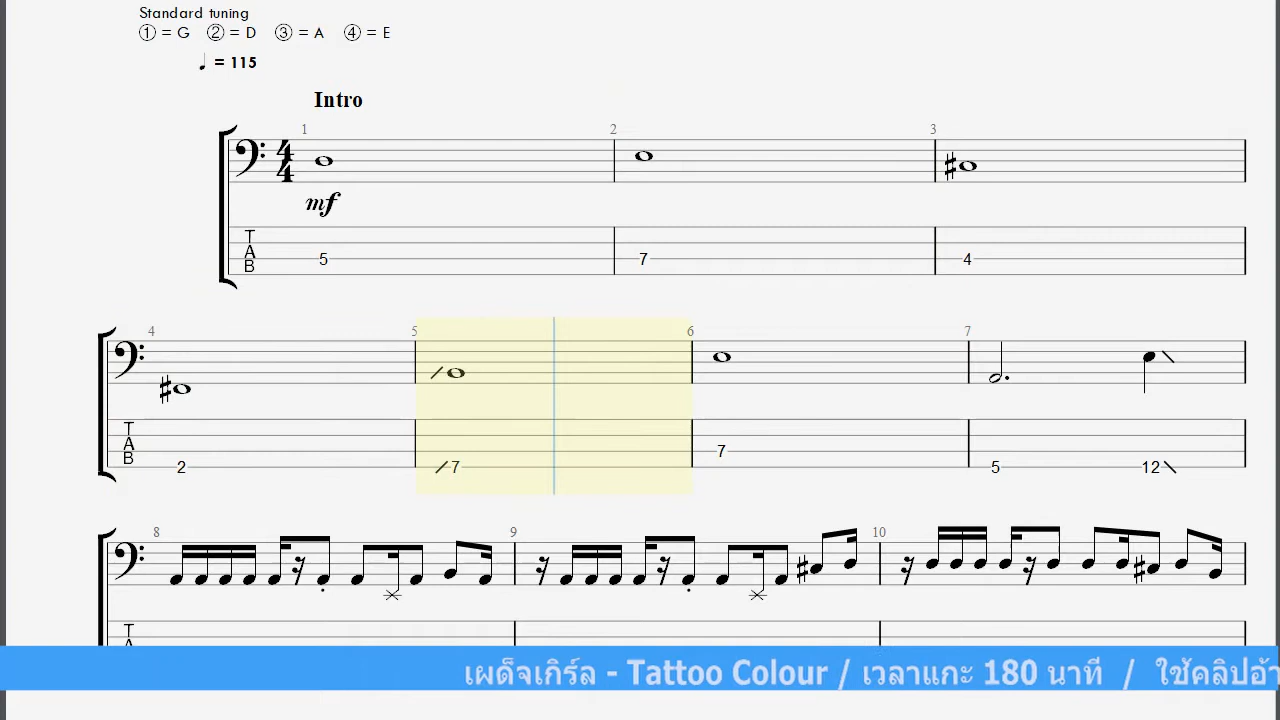 Standard tuning
① = G ② = D ③ = A ④ = E
♩ = 115
Intro
1 2 3
4 4
mf
T A B
5 7 4
4 5 6 7
T A B
2 7 7 5 12
8 9 10
T
เผด็จเกิร์ล - Tattoo Colour / เวลาแกะ 180 นาที / ใช้คลิปอ้า